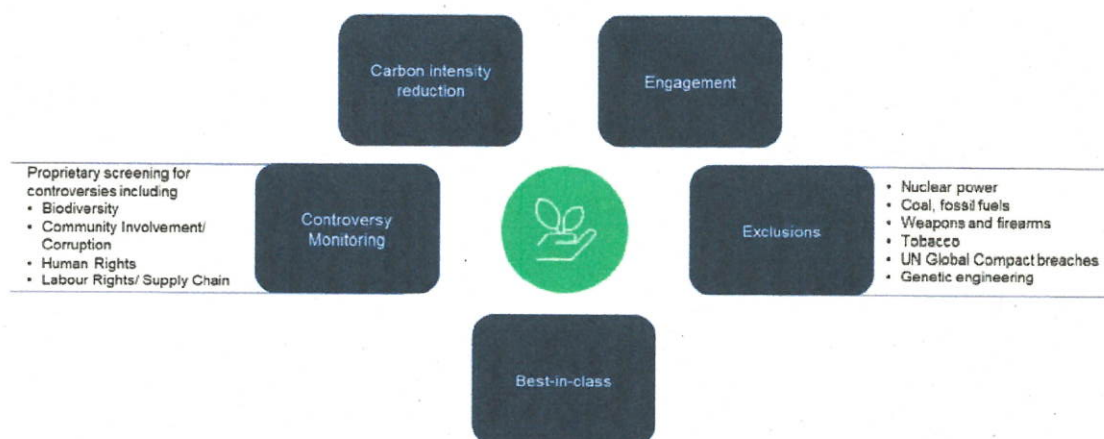 Carbon intensity
reduction
Engagement
Proprietary screening for
controversies including
• Biodiversity
• Community Involvement/
Corruption
• Human Rights
• Labour Rights/ Supply Chain
Controversy
Monitoring
Exclusions
• Nuclear power
• Coal, fossil fuels
• Weapons and firearms
• Tobacco
• UN Global Compact breaches
• Genetic engineering
Best-in-class